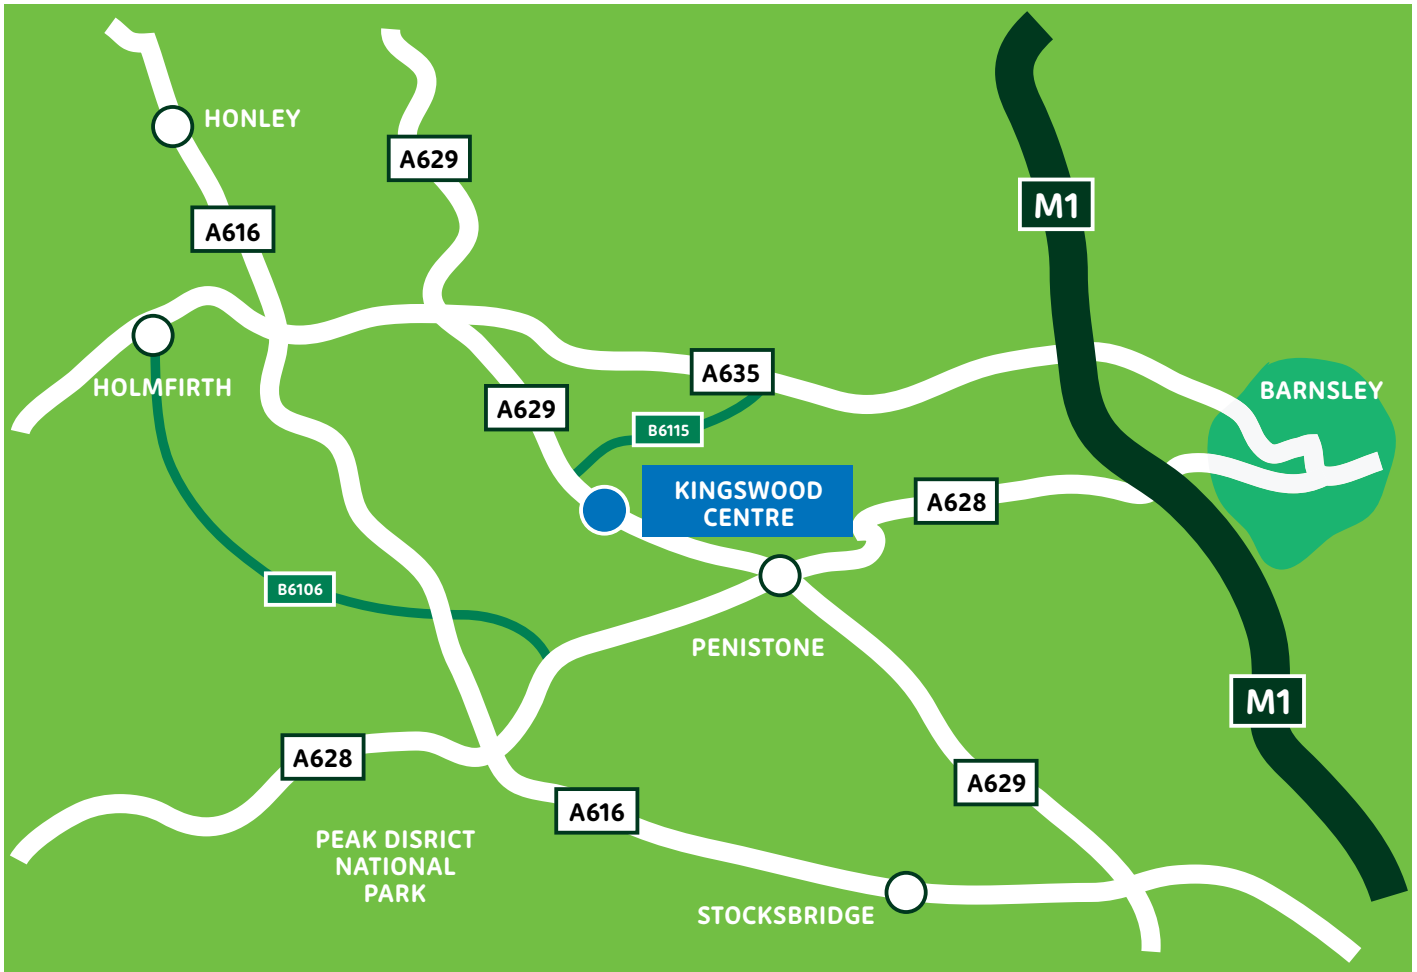 HONLEY
A629
M1
A616
A635
HOLMFIRTH
BARNSLEY
A629
B6115
KINGSWOOD
CENTRE
A628
B6106
PENISTONE
M1
A628
A629
A616
PEAK DISRICT
NATIONAL
PARK
STOCKSBRIDGE